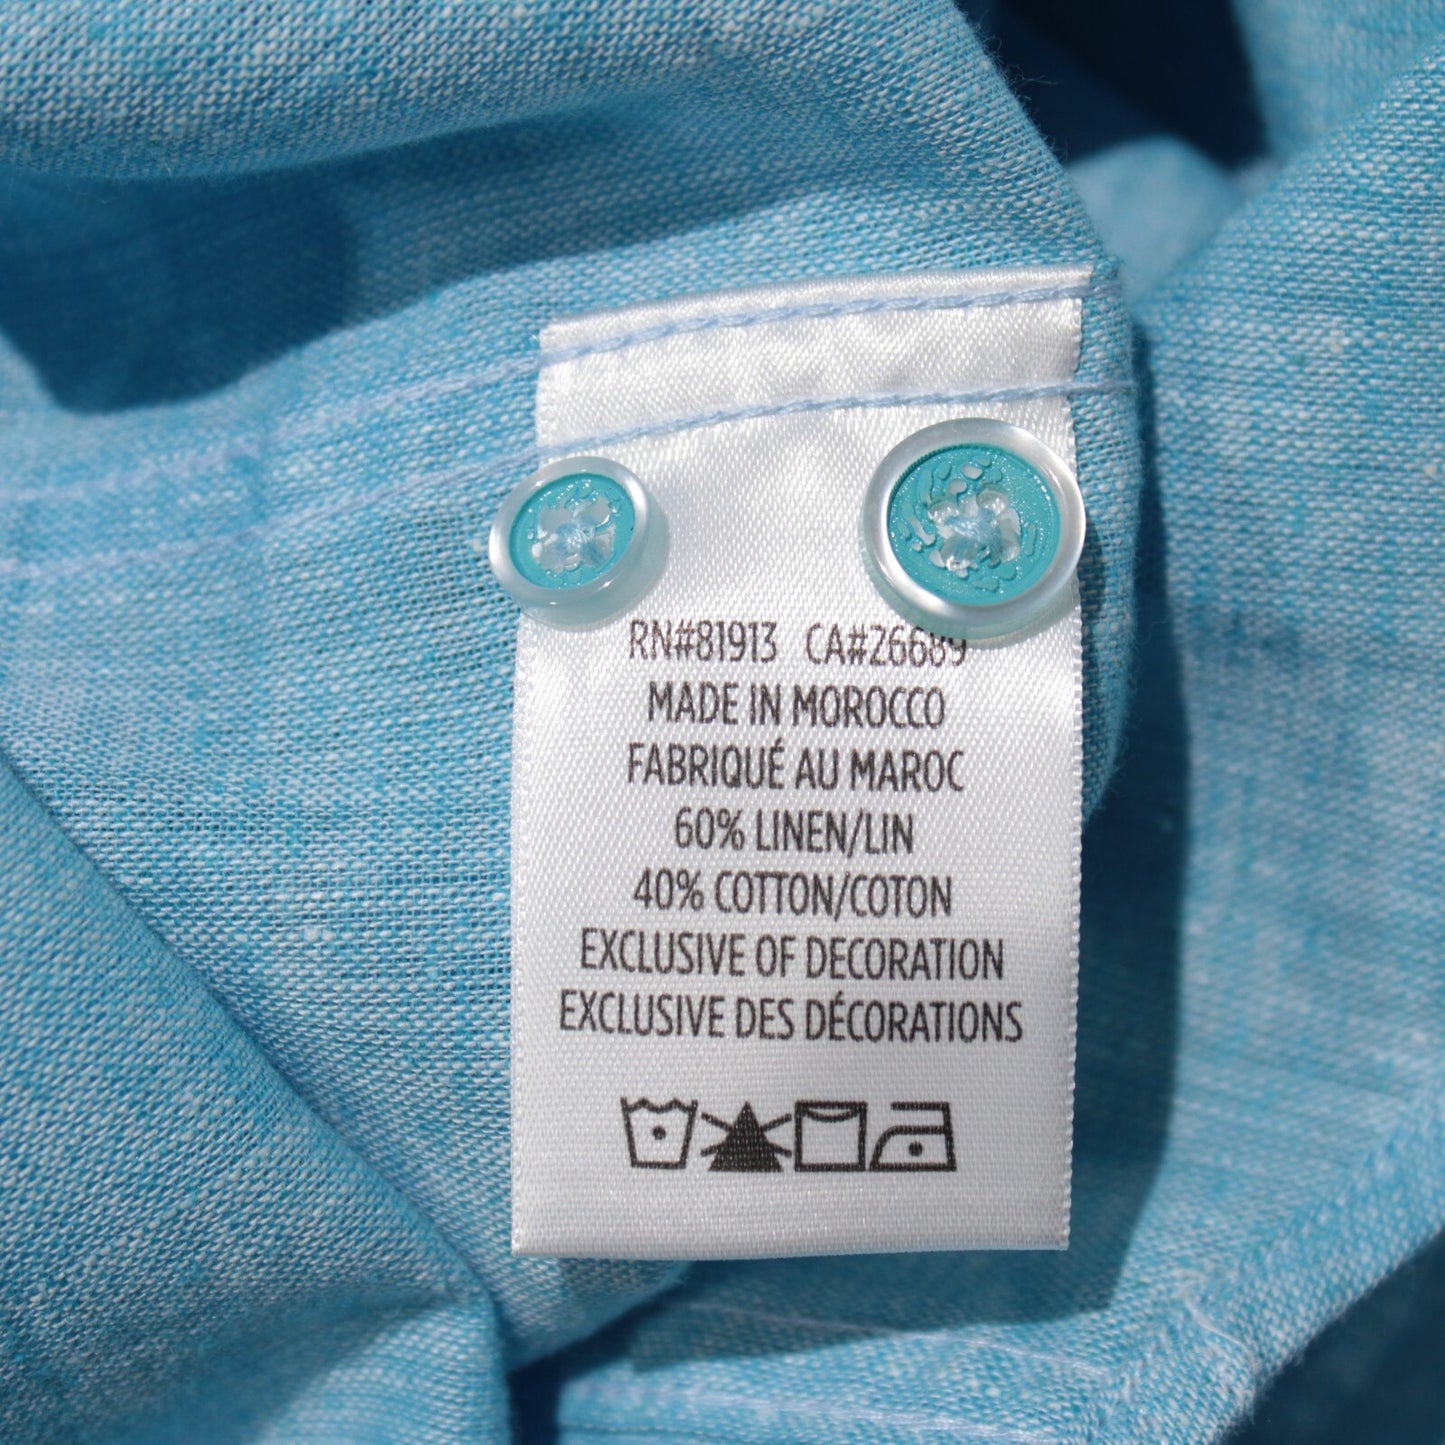 RN#81913 CA#26689
MADE IN MOROCCO
FABRIQUÉ AU MAROC
60% LINEN/LIN
40% COTTON/COTON
EXCLUSIVE OF DECORATION
EXCLUSIVE DES DÉCORATIONS